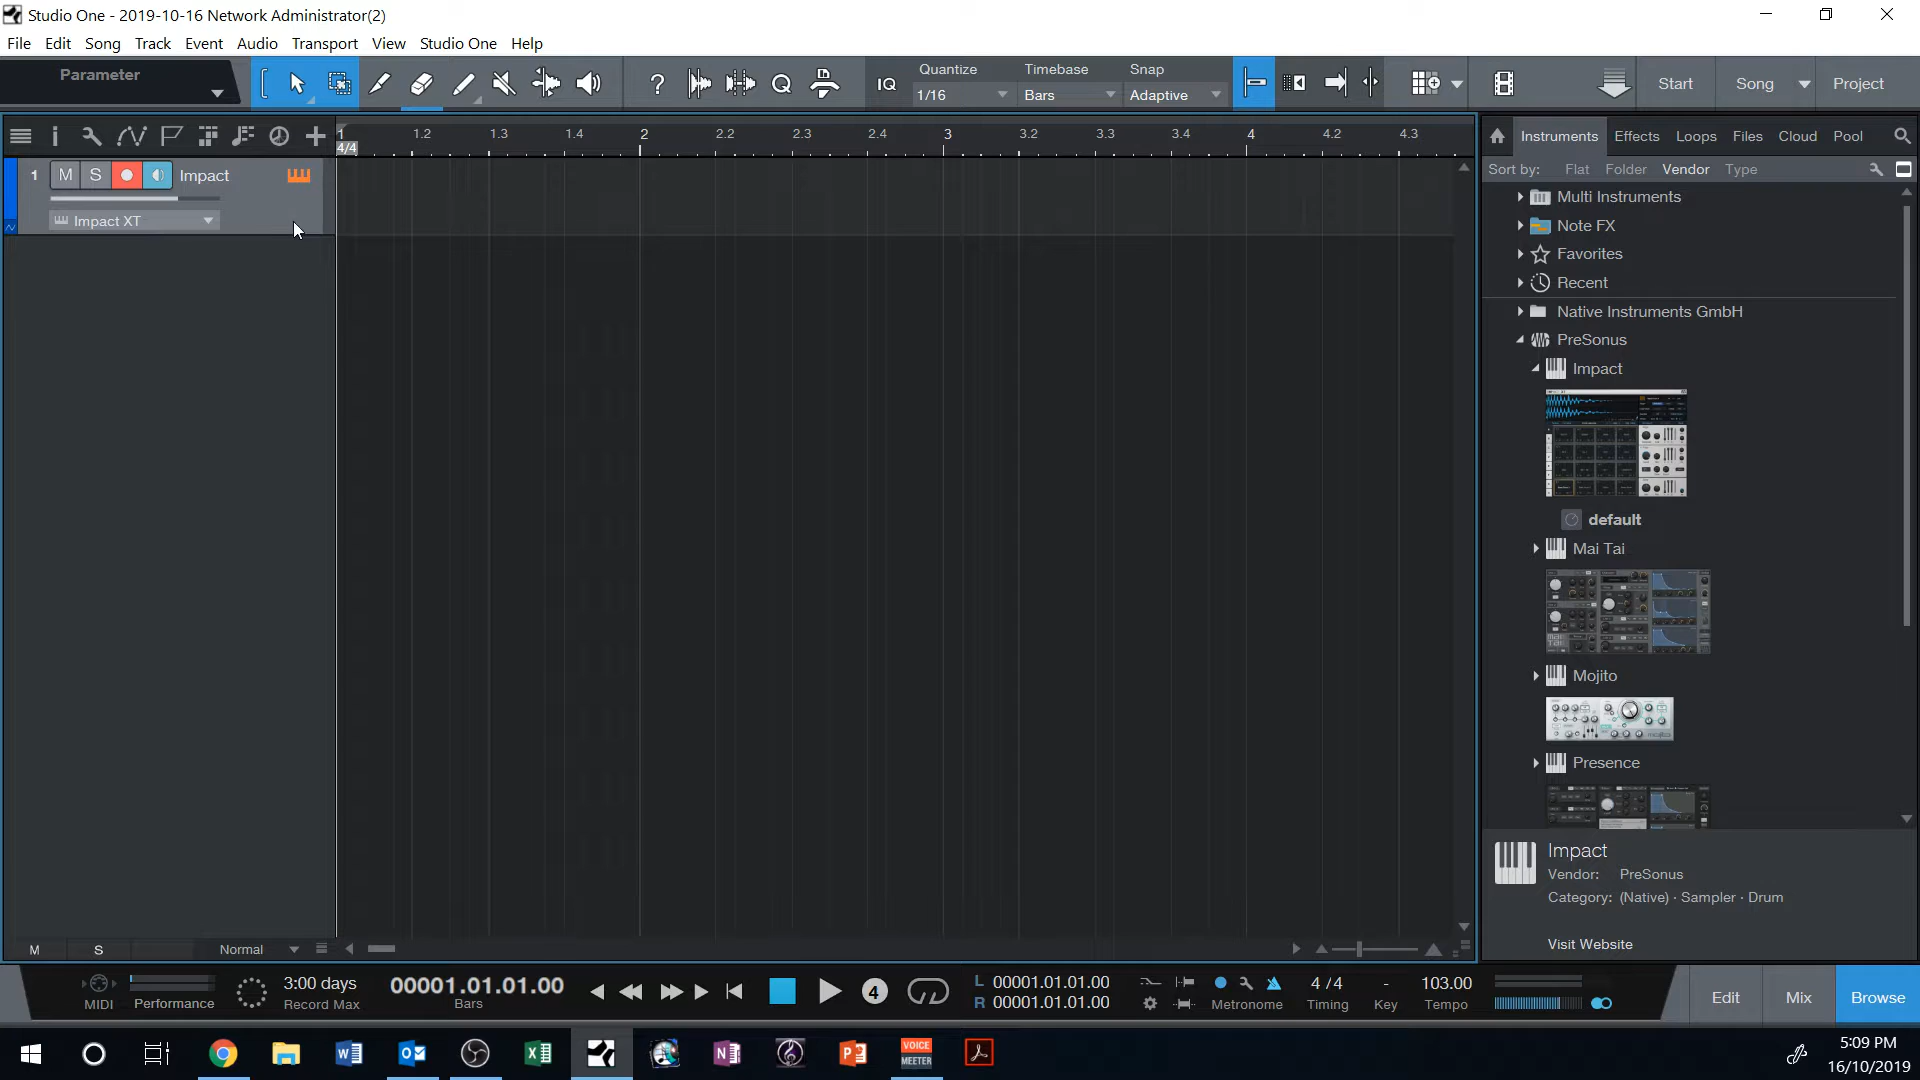 Studio One - 2019-10-16 Network Administrator(2)
File Edit Song Track Event Audio Transport View Studio One Help
Parameter
IQ
Quantize Timebase Snap
1/16 Bars Adaptive
Start Song Project
1 1.2 1.3 1.4 2 2.2 2.3 2.4 3 3.2 3.3 3.4 4 4.2 4.3
4/4
1 M S Impact
Impact XT
Instruments Effects Loops Files Cloud Pool
Sort by: Flat Folder Vendor Type
Multi Instruments
Note FX
Favorites
Recent
Native Instruments GmbH
PreSonus
Impact
default
Mai Tai
Mojito
Presence
Impact
Vendor: PreSonus
Category: (Native) · Sampler · Drum
Visit Website
M S Normal
MIDI Performance
3:00 days
Record Max
00001.01.01.00
Bars
4
L 00001.01.01.00
R 00001.01.01.00
Metronome
4 / 4
Timing
-
Key
103.00
Tempo
Edit Mix Browse
VOICE
MEETER
5:09 PM
16/10/2019